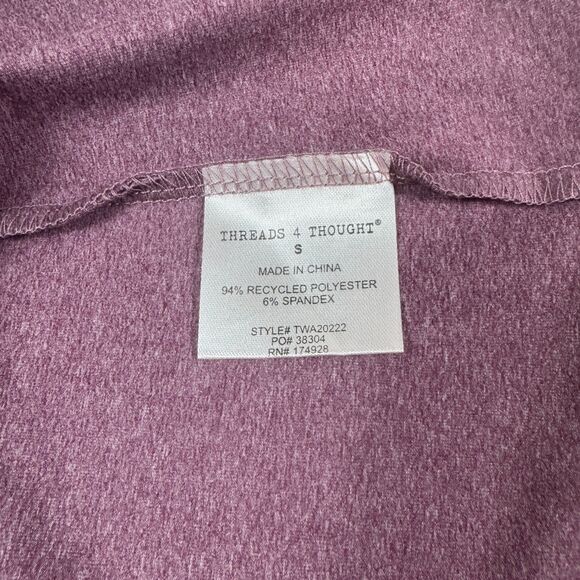 THREADS 4 THOUGHT®
S
MADE IN CHINA
94% RECYCLED POLYESTER
6% SPANDEX
STYLE# TWA20222
PO# 38304
RN# 174928